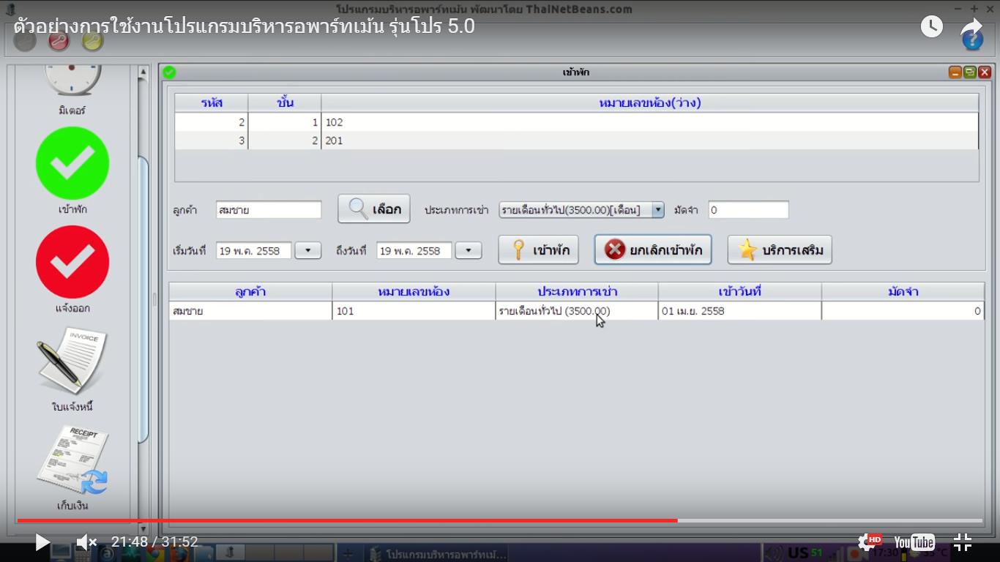 โปรแกรมบริหารอพาร์ทเม้น พัฒนาโดย ThaiNetBeans.com
ตัวอย่างการใช้งานโปรแกรมบริหารอพาร์ทเม้น รุ่นโปร 5.0
เข้าพัก
มิเตอร์
เข้าพัก
แจ้งออก
INVOICE
ใบแจ้งหนี้
RECEIPT
เก็บเงิน
รหัส ชั้น หมายเลขห้อง(ว่าง)
2 1 102
3 2 201
ลูกค้า สมชาย เลือก ประเภทการเช่า รายเดือนทั่วไป(3500.00)[เดือน] มัดจำ 0
เริ่มวันที่ 19 พ.ค. 2558 ถึงวันที่ 19 พ.ค. 2558 เข้าพัก ยกเลิกเข้าพัก บริการเสริม
ลูกค้า หมายเลขห้อง ประเภทการเช่า เข้าวันที่ มัดจำ
สมชาย 101 รายเดือนทั่วไป (3500.00) 01 เม.ย. 2558 0
21:48 / 31:52 HD YouTube
โปรแกรมบริหารอพาร์ทเม้... US 51 17:30